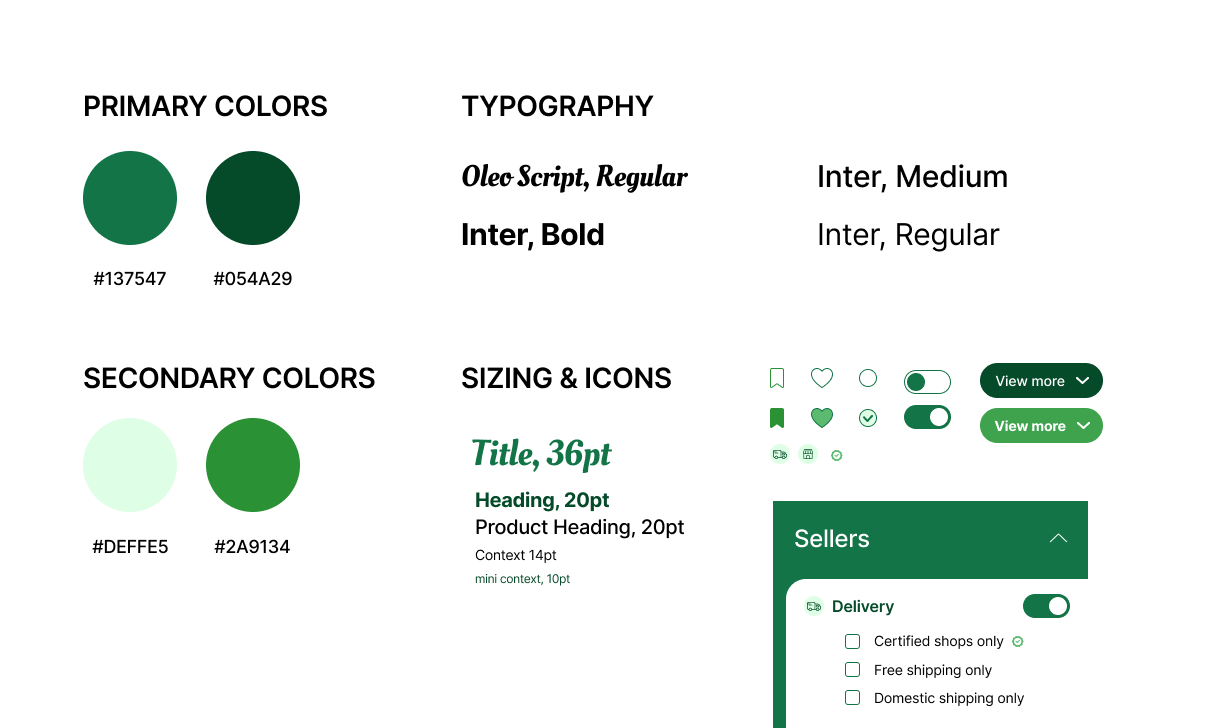 PRIMARY COLORS
#137547
#054A29
TYPOGRAPHY
Oleo Script, Regular
Inter, Medium
Inter, Bold
Inter, Regular
SECONDARY COLORS
#DEFFE5
#2A9134
SIZING & ICONS
Title, 36pt
Heading, 20pt
Product Heading, 20pt
Context 14pt
mini context, 10pt
View more
View more
Sellers
Delivery
Certified shops only
Free shipping only
Domestic shipping only